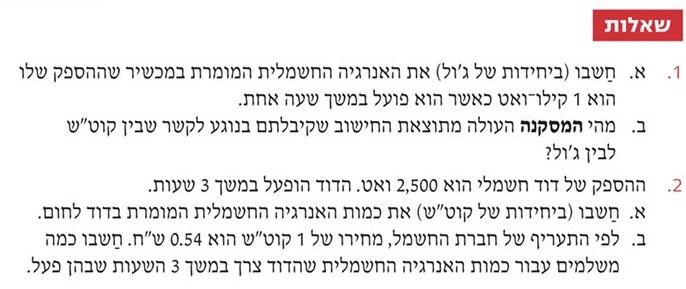 שאלות
1. א. חַשבו (ביחידות של ג'ול) את האנרגיה החשמלית המומרת במכשיר שההספק שלו
הוא 1 קילו־ואט כאשר הוא פועל במשך שעה אחת.
ב. מהי המסקנה העולה מתוצאת החישוב שקיבלתם בנוגע לקשר שבין קוט"ש
לבין ג'ול?
2. ההספק של דוד חשמלי הוא 2,500 ואט. הדוד הופעל במשך 3 שעות.
א. חַשבו (ביחידות של קוט"ש) את כמות האנרגיה החשמלית המומרת בדוד לחום.
ב. לפי התעריף של חברת החשמל, מחירו של 1 קוט"ש הוא 0.54 ש"ח. חַשבו כמה
משלמים עבור כמות האנרגיה החשמלית שהדוד צרך במשך 3 השעות שבהן פעל.